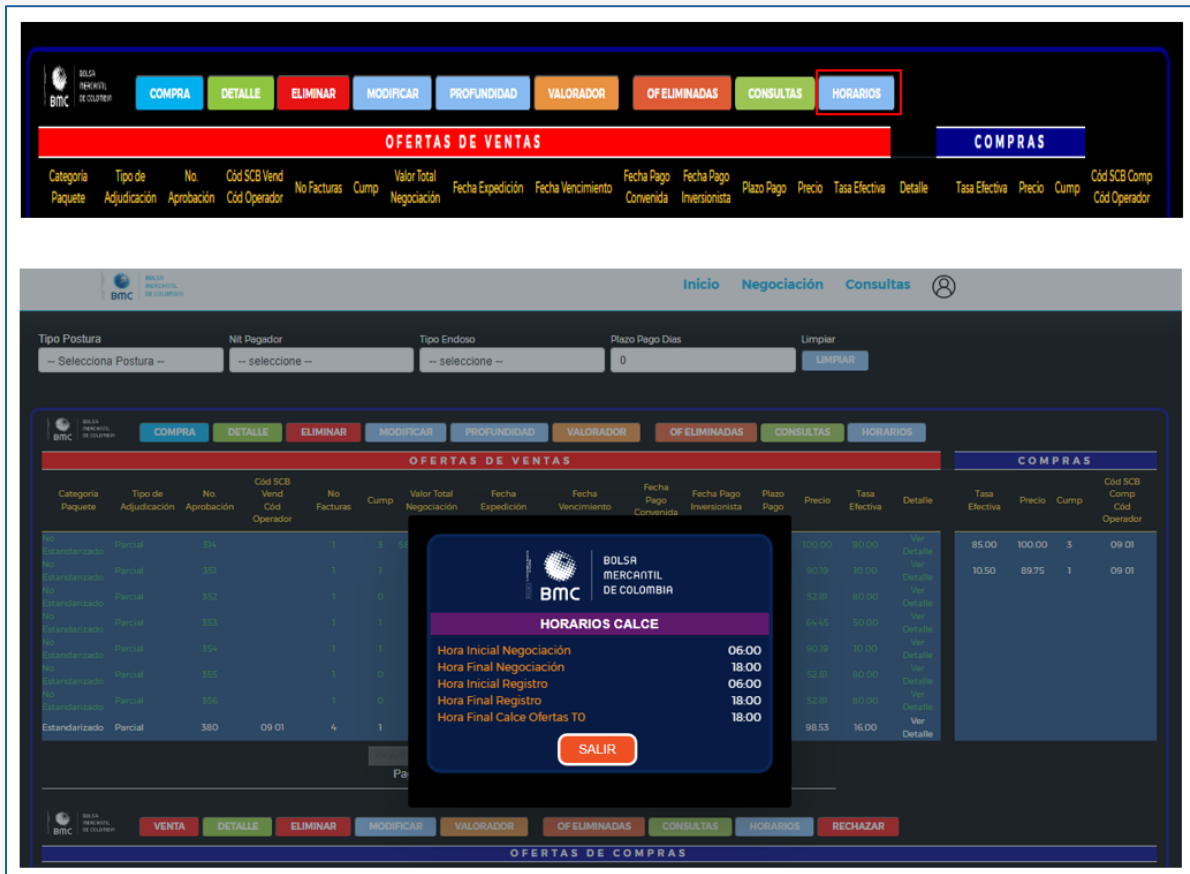 BMC BOLSA MERCANTIL DE COLOMBIA
COMPRA DETALLE ELIMINAR MODIFICAR PROFUNDIDAD VALORADOR OF ELIMINADAS CONSULTAS HORARIOS
OFERTAS DE VENTAS COMPRAS
Categoría Paquete Tipo de Adjudicación No. Aprobación Cód SCB Vend Cód Operador No Facturas Cump Valor Total Negociación Fecha Expedición Fecha Vencimiento Fecha Pago Convenida Fecha Pago Inversionista Plazo Pago Precio Tasa Efectiva Detalle Tasa Efectiva Precio Cump Cód SCB Comp Cód Operador
BMC BOLSA MERCANTIL DE COLOMBIA Inicio Negociación Consultas
Tipo Postura Nit Pagador Tipo Endoso Plazo Pago Dias Limpiar
-- Selecciona Postura -- -- seleccione -- -- seleccione -- 0 LIMPIAR
BMC BOLSA MERCANTIL DE COLOMBIA COMPRA DETALLE ELIMINAR MODIFICAR PROFUNDIDAD VALORADOR OF ELIMINADAS CONSULTAS HORARIOS
OFERTAS DE VENTAS COMPRAS
Categoría Paquete Tipo de Adjudicación No. Aprobación Cód SCB Vend Cód Operador No Facturas Cump Valor Total Negociación Fecha Expedición Fecha Vencimiento Fecha Pago Convenida Fecha Pago Inversionista Plazo Pago Precio Tasa Efectiva Detalle Tasa Efectiva Precio Cump Cód SCB Comp Cód Operador
No Estandarizado Parcial 314 1 3 100.00 80.00 Ver Detalle 85.00 100.00 3 09 01
No Estandarizado Parcial 351 1 1 90.19 10.00 Ver Detalle 10.50 89.75 1 09 01
No Estandarizado Parcial 352 1 0 52.81 80.00 Ver Detalle
No Estandarizado Parcial 353 1 1 64.45 50.00 Ver Detalle
No Estandarizado Parcial 354 1 1 90.19 10.00 Ver Detalle
No Estandarizado Parcial 355 1 0 52.81 80.00 Ver Detalle
No Estandarizado Parcial 356 1 0 52.81 80.00 Ver Detalle
Estandarizado Parcial 380 09 01 4 1 98.53 16.00 Ver Detalle
BMC BOLSA MERCANTIL DE COLOMBIA
HORARIOS CALCE
Hora Inicial Negociación 06:00
Hora Final Negociación 18:00
Hora Inicial Registro 06:00
Hora Final Registro 18:00
Hora Final Calce Ofertas T0 18:00
SALIR
BMC BOLSA MERCANTIL DE COLOMBIA VENTA DETALLE ELIMINAR MODIFICAR VALORADOR OF ELIMINADAS CONSULTAS HORARIOS RECHAZAR
OFERTAS DE COMPRAS